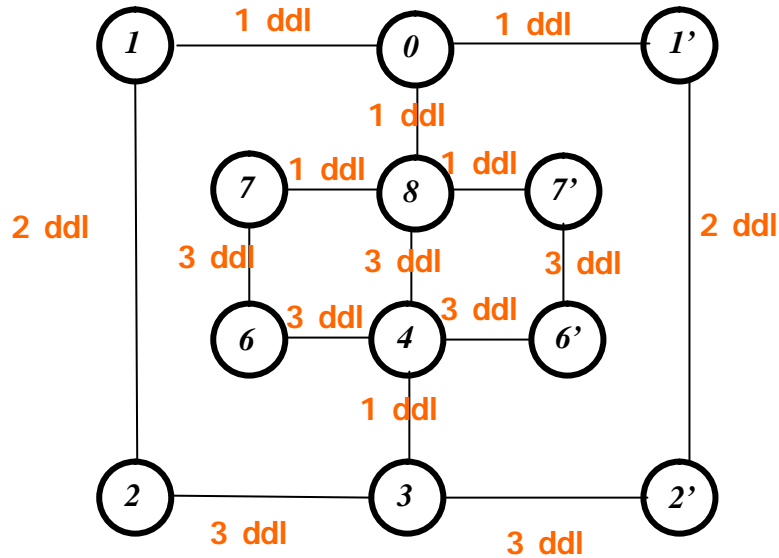 1 ddl 1 ddl
1 0 1’
1 ddl
1 ddl 1 ddl
7 8 7’
2 ddl 2 ddl
3 ddl 3 ddl 3 ddl
3 ddl 3 ddl
6 4 6’
1 ddl
2 3 2’
3 ddl 3 ddl